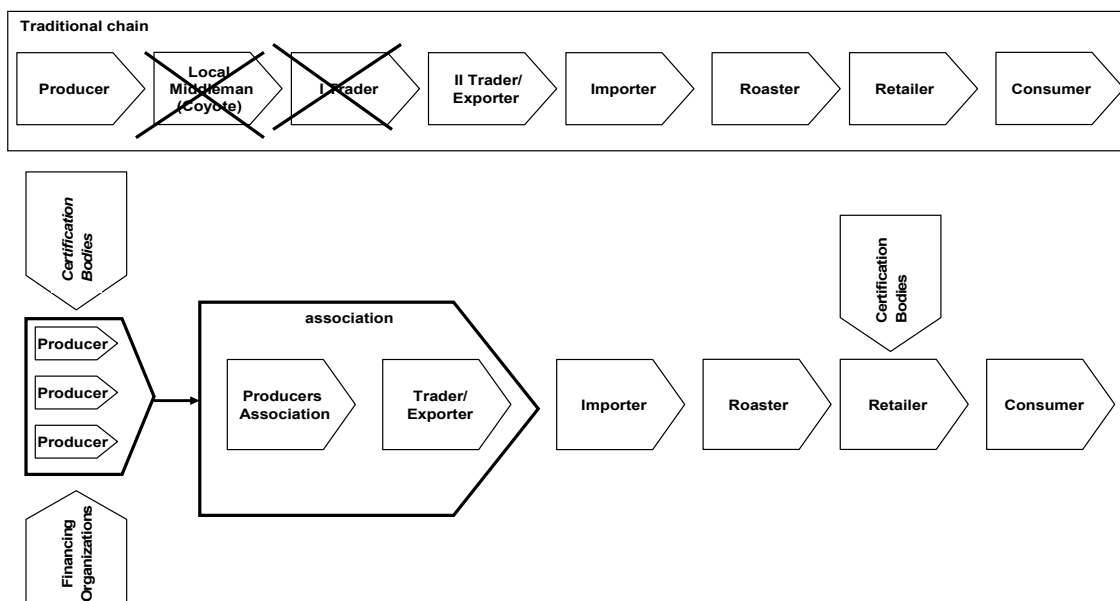 Traditional chain
Producer
Local
Middleman
(Coyote)
I Trader
II Trader/
Exporter
Importer
Roaster
Retailer
Consumer
Certification
Bodies
Certification
Bodies
association
Producer
Producer
Producer
Producers
Association
Trader/
Exporter
Importer
Roaster
Retailer
Consumer
Financing
Organizations